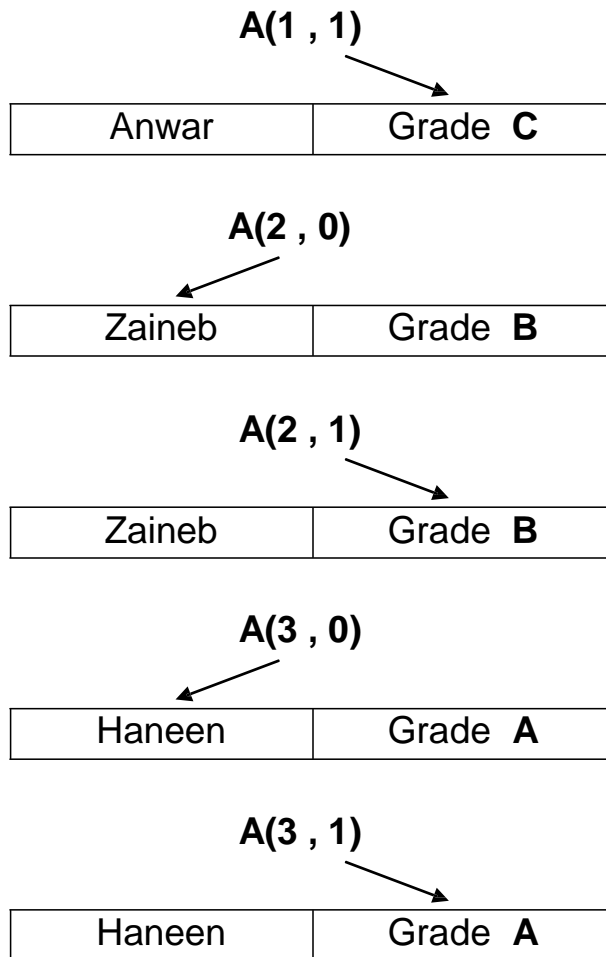 A(1 , 1)
Anwar Grade C
A(2 , 0)
Zaineb Grade B
A(2 , 1)
Zaineb Grade B
A(3 , 0)
Haneen Grade A
A(3 , 1)
Haneen Grade A